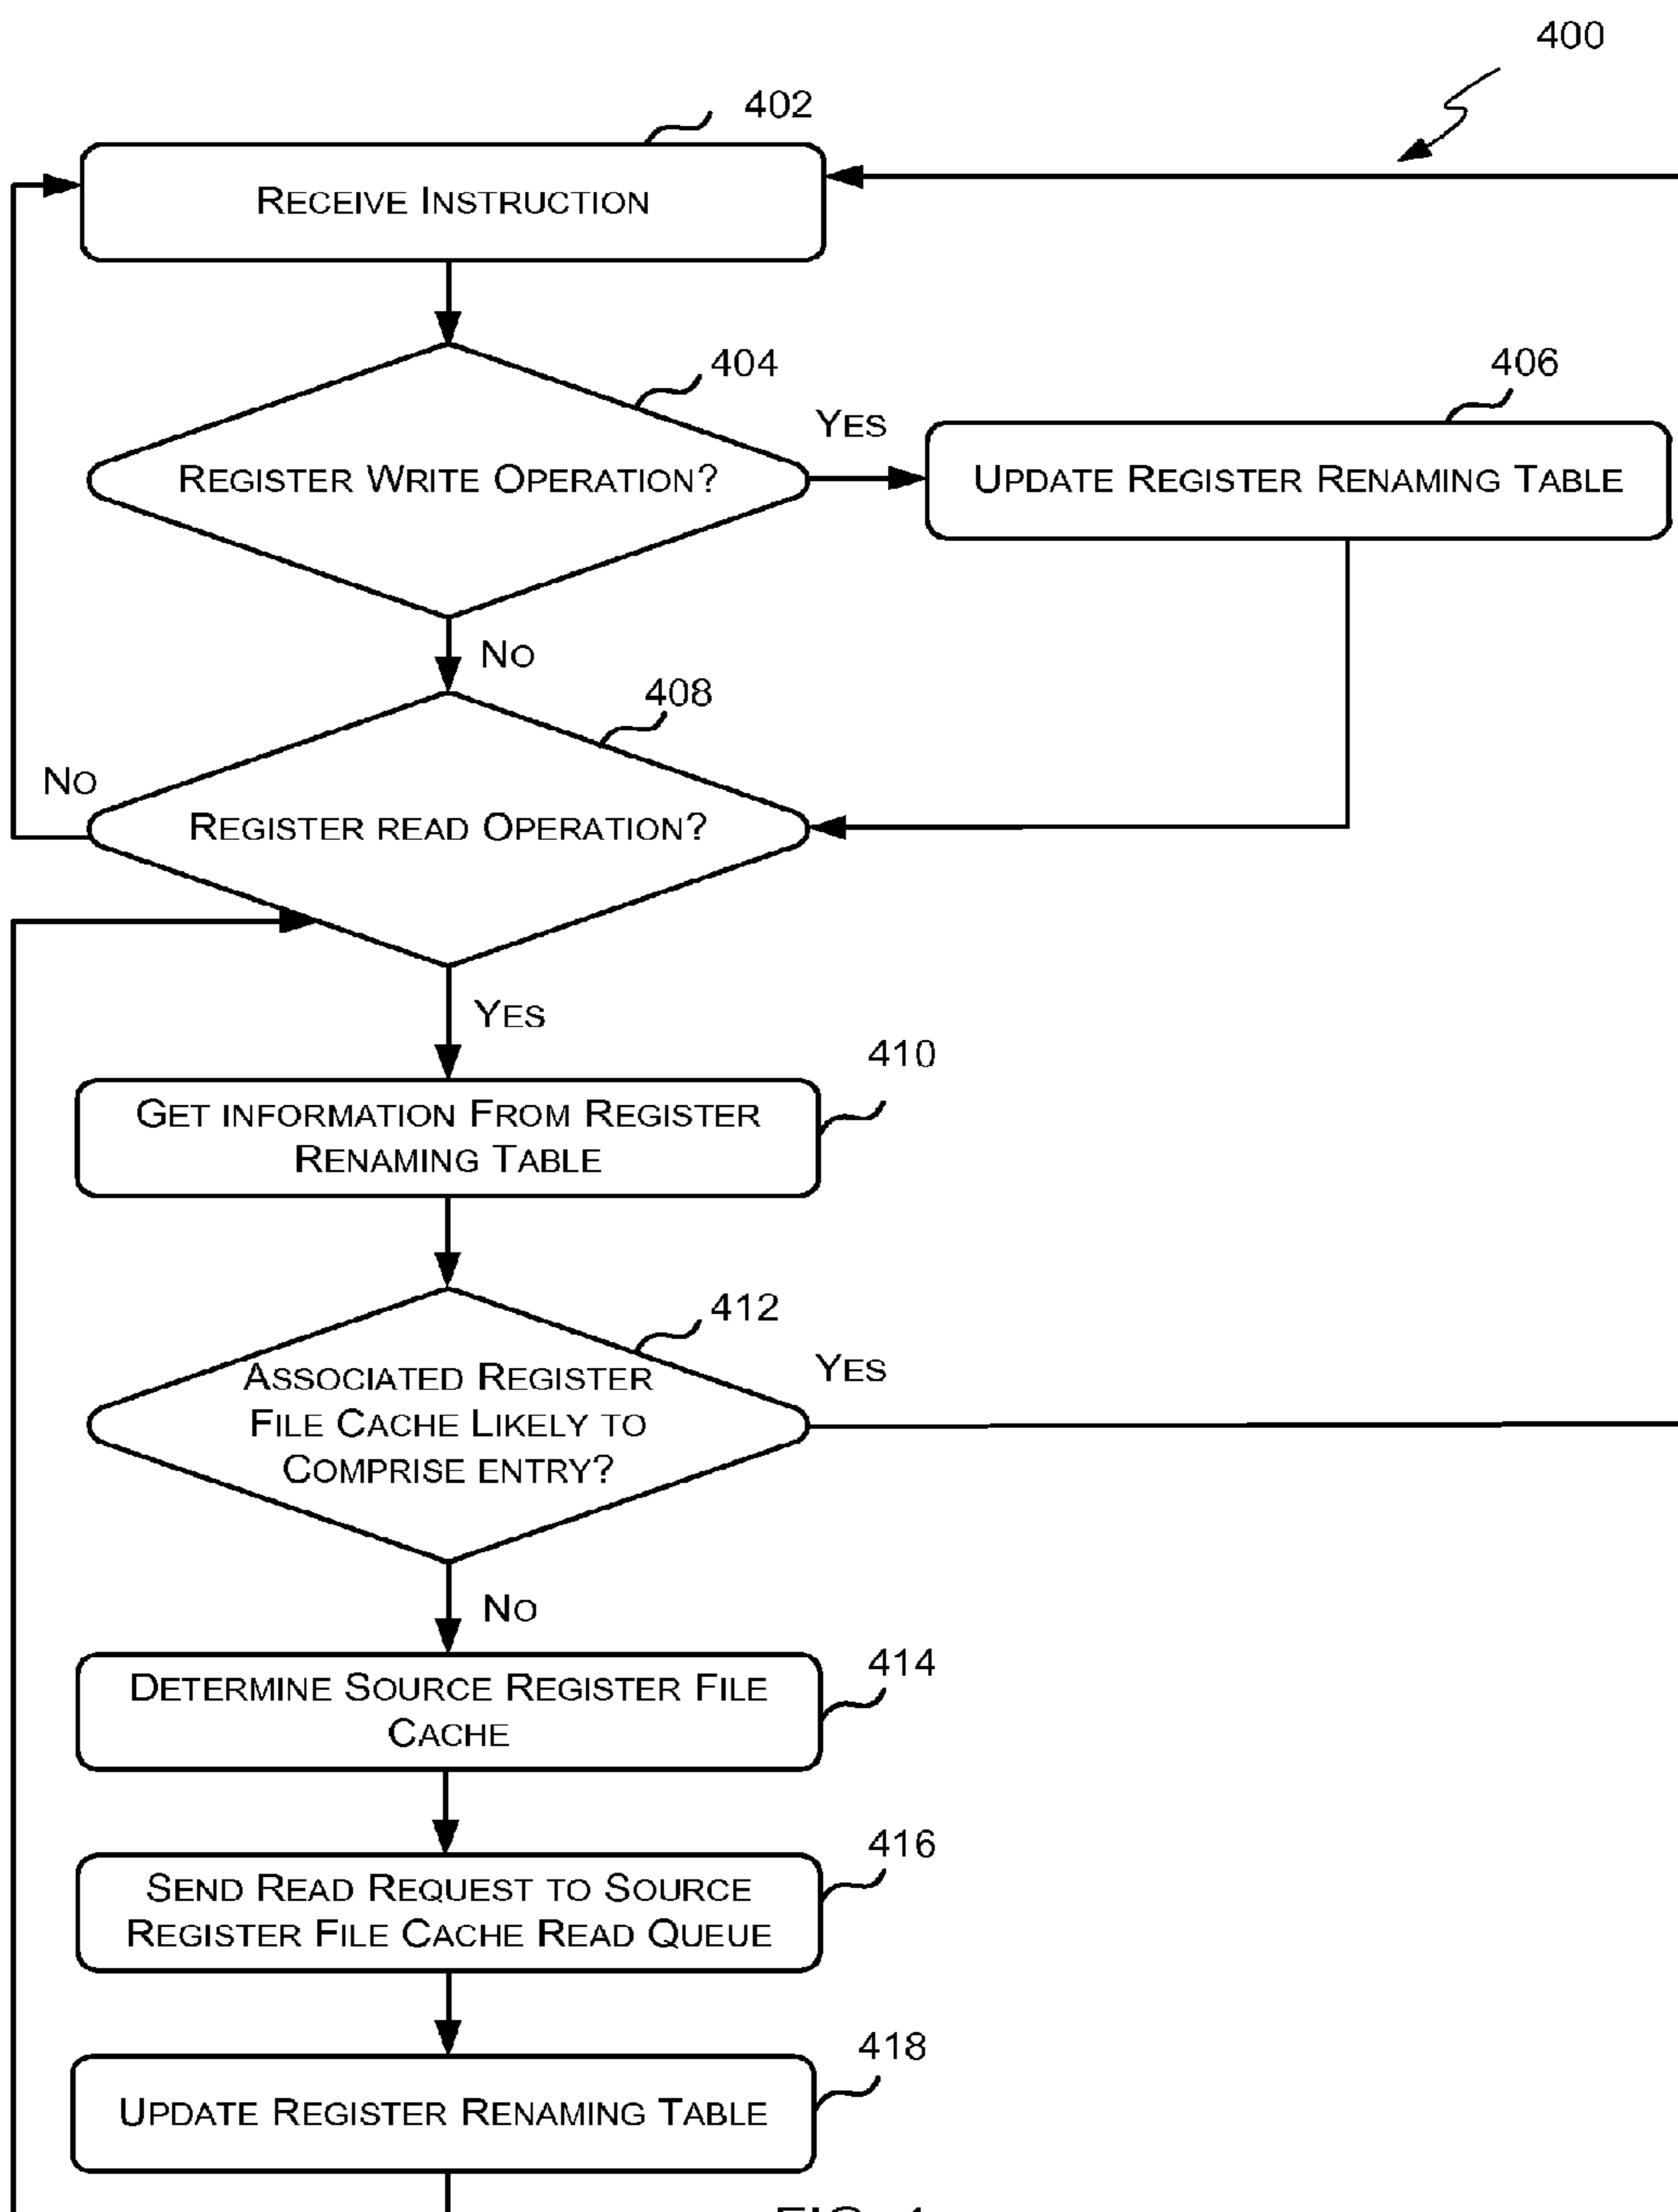 400
402
RECEIVE INSTRUCTION
404
REGISTER WRITE OPERATION?
YES
406
UPDATE REGISTER RENAMING TABLE
NO
408
REGISTER READ OPERATION?
NO
YES
410
GET INFORMATION FROM REGISTER
RENAMING TABLE
412
ASSOCIATED REGISTER
FILE CACHE LIKELY TO
COMPRISE ENTRY?
YES
NO
414
DETERMINE SOURCE REGISTER FILE
CACHE
416
SEND READ REQUEST TO SOURCE
REGISTER FILE CACHE READ QUEUE
418
UPDATE REGISTER RENAMING TABLE